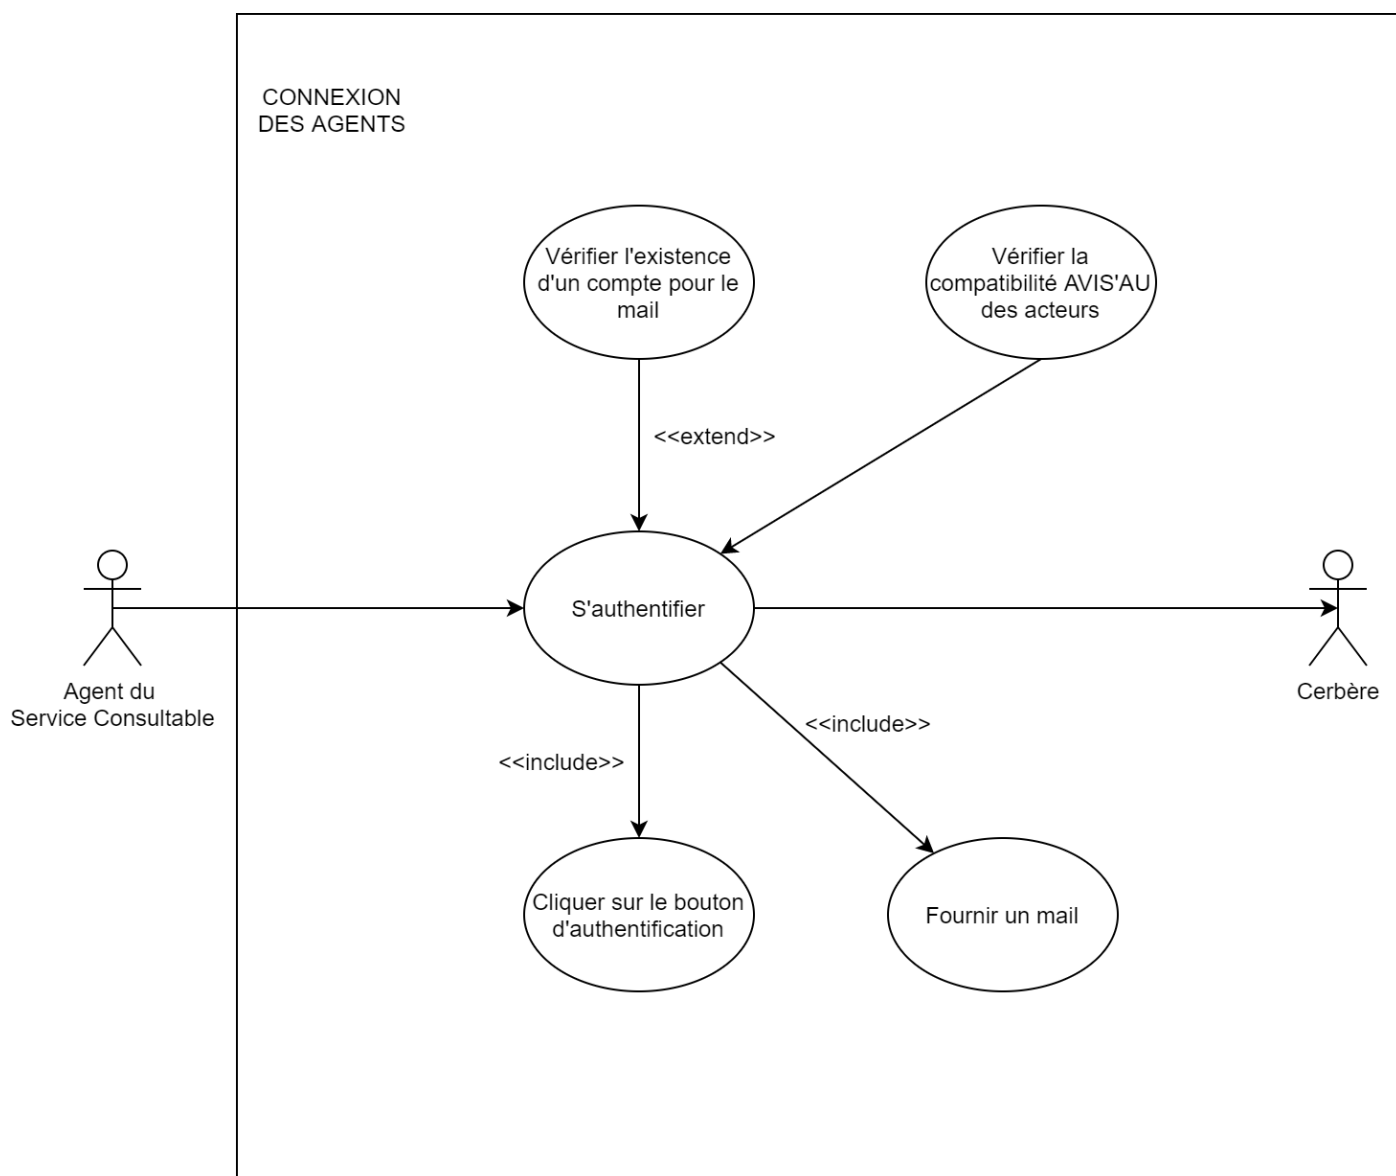 CONNEXION
DES AGENTS
Vérifier l'existence
d'un compte pour le
mail
Vérifier la
compatibilité AVIS'AU
des acteurs
<<extend>>
S'authentifier
Agent du
Service Consultable
Cerbère
<<include>>
<<include>>
Cliquer sur le bouton
d'authentification
Fournir un mail